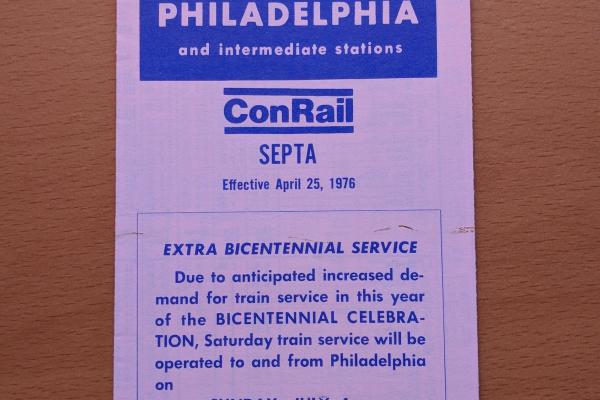 PHILADELPHIA
and intermediate stations
ConRail
SEPTA
Effective April 25, 1976
EXTRA BICENTENNIAL SERVICE
Due to anticipated increased de-
mand for train service in this year
of the BICENTENNIAL CELEBRA-
TION, Saturday train service will be
operated to and from Philadelphia
on